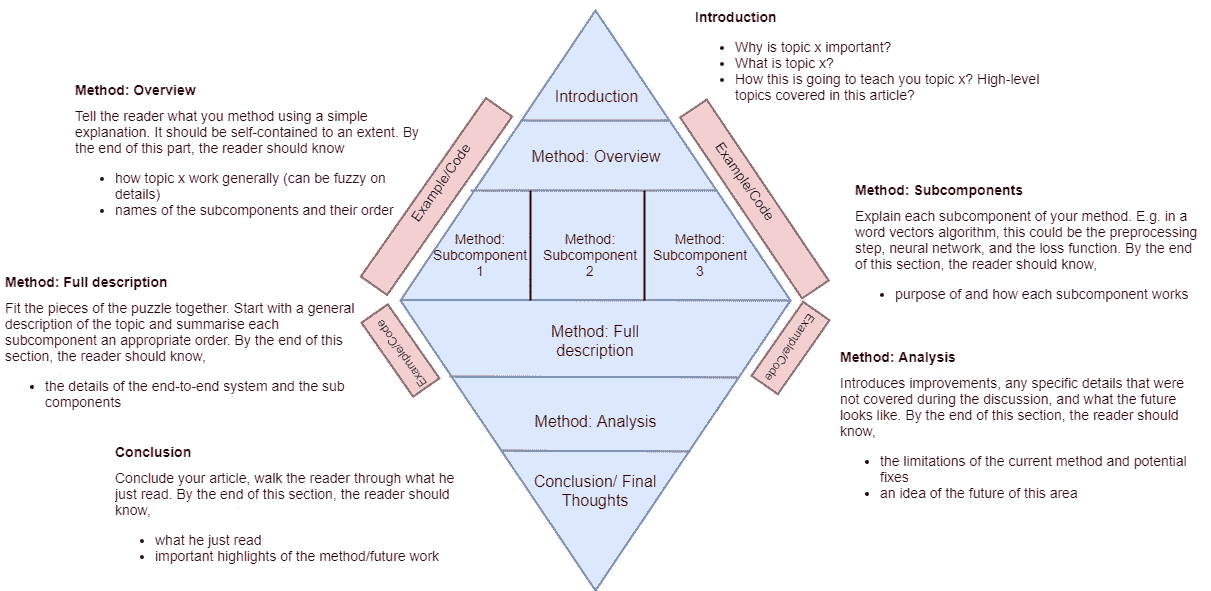 Introduction
• Why is topic x important?
• What is topic x?
• How this is going to teach you topic x? High-level
topics covered in this article?
Method: Overview
Tell the reader what you method using a simple
explanation. It should be self-contained to an extent. By
the end of this part, the reader should know
• how topic x work generally (can be fuzzy on
details)
• names of the subcomponents and their order
Introduction
Method: Overview
Example/Code
Example/Code
Method:
Subcomponent
1
Method:
Subcomponent
2
Method:
Subcomponent
3
Method: Subcomponents
Explain each subcomponent of your method. E.g. in a
word vectors algorithm, this could be the preprocessing
step, neural network, and the loss function. By the end
of this section, the reader should know,
• purpose of and how each subcomponent works
Method: Full description
Fit the pieces of the puzzle together. Start with a general
description of the topic and summarise each
subcomponent an appropriate order. By the end of this
section, the reader should know,
• the details of the end-to-end system and the sub
components
Example/Code
Method: Full
description
Example/Code
Method: Analysis
Introduces improvements, any specific details that were
not covered during the discussion, and what the future
looks like. By the end of this section, the reader should
know,
• the limitations of the current method and potential
fixes
• an idea of the future of this area
Method: Analysis
Conclusion
Conclude your article, walk the reader through what he
just read. By the end of this section, the reader should
know,
• what he just read
• important highlights of the method/future work
Conclusion/ Final
Thoughts